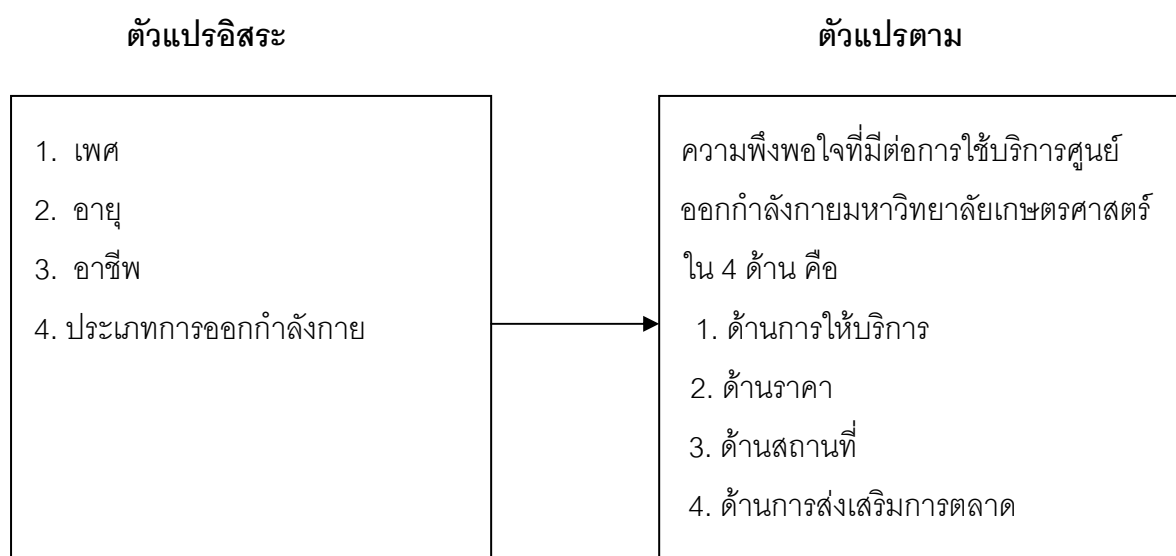 ตัวแปรอิสระ
ตัวแปรตาม
1. เพศ
2. อายุ
3. อาชีพ
4. ประเภทการออกกำลังกาย
ความพึงพอใจที่มีต่อการใช้บริการศูนย์
ออกกำลังกายมหาวิทยาลัยเกษตรศาสตร์
ใน 4 ด้าน คือ
1. ด้านการให้บริการ
2. ด้านราคา
3. ด้านสถานที่
4. ด้านการส่งเสริมการตลาด